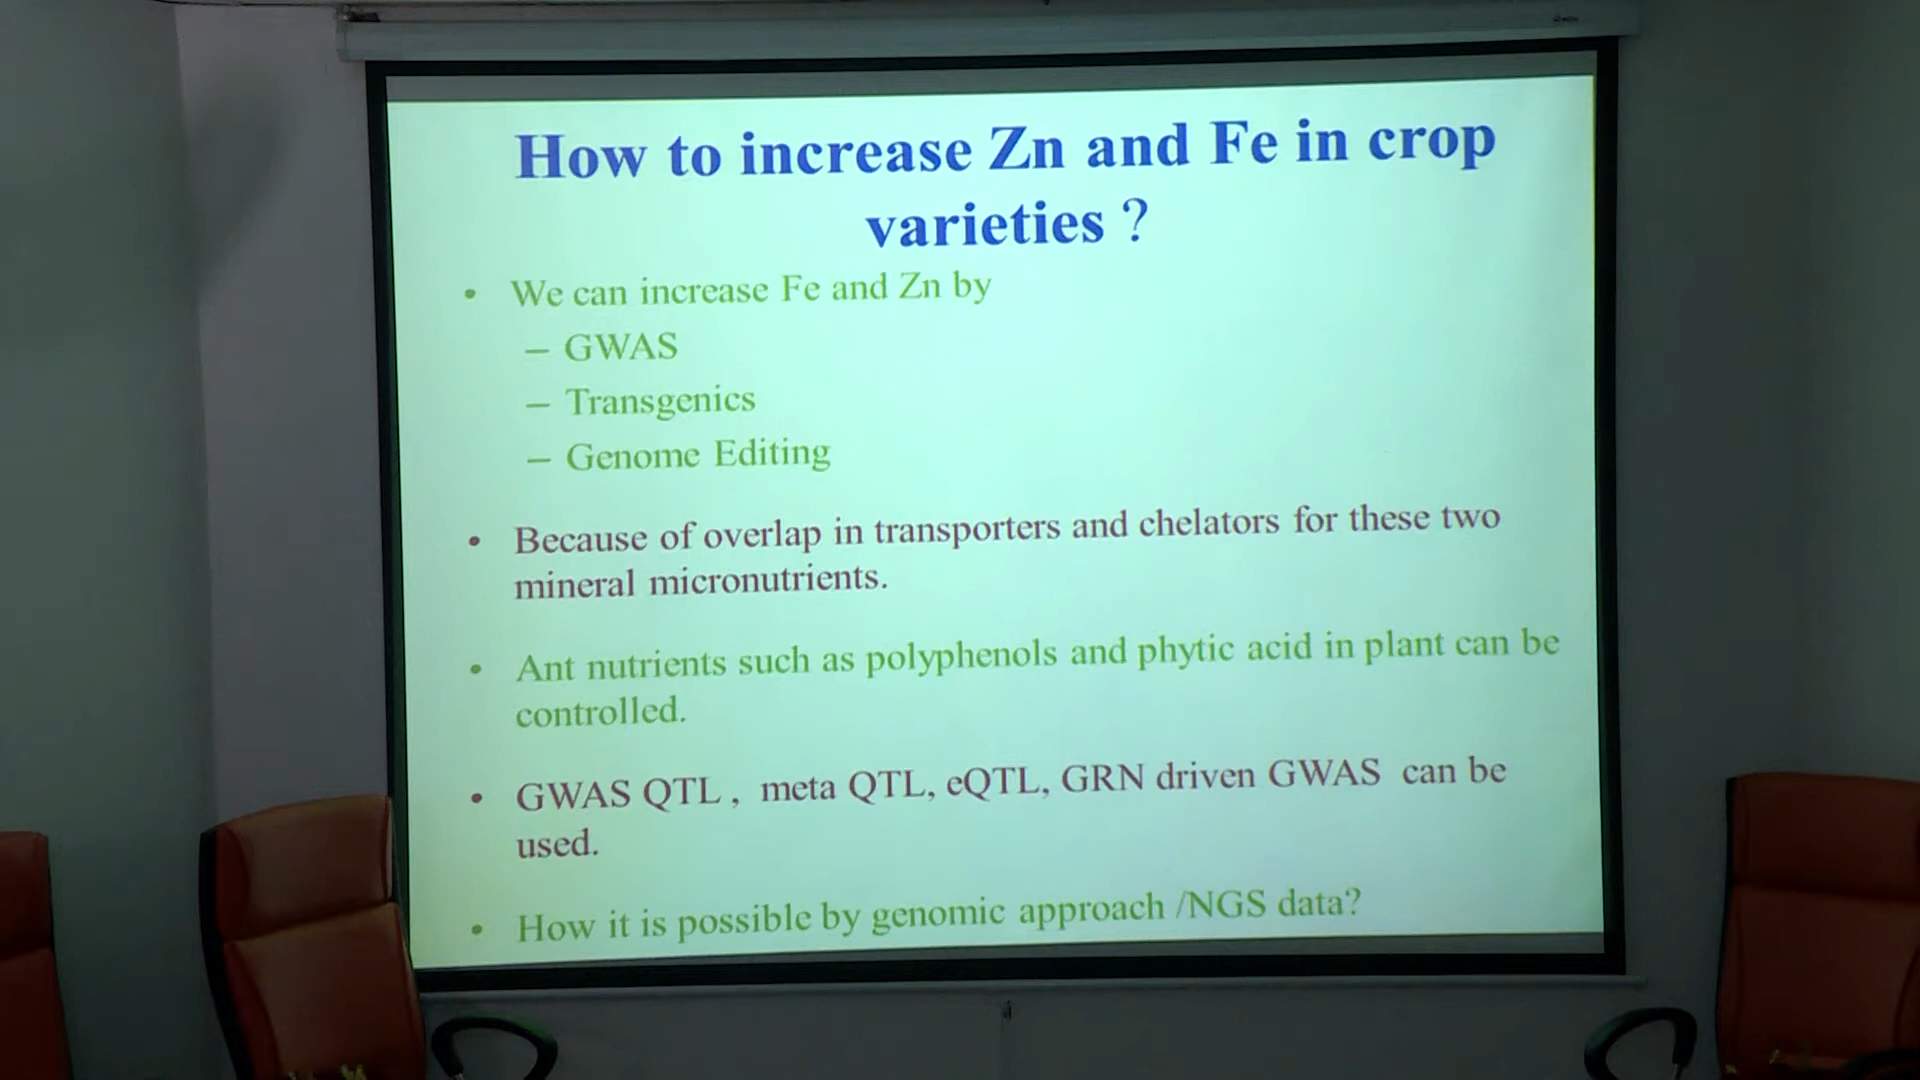 How to increase Zn and Fe in crop
varieties ?
• We can increase Fe and Zn by
– GWAS
– Transgenics
– Genome Editing
• Because of overlap in transporters and chelators for these two
mineral micronutrients.
• Ant nutrients such as polyphenols and phytic acid in plant can be
controlled.
• GWAS QTL , meta QTL, eQTL, GRN driven GWAS can be
used.
• How it is possible by genomic approach /NGS data?